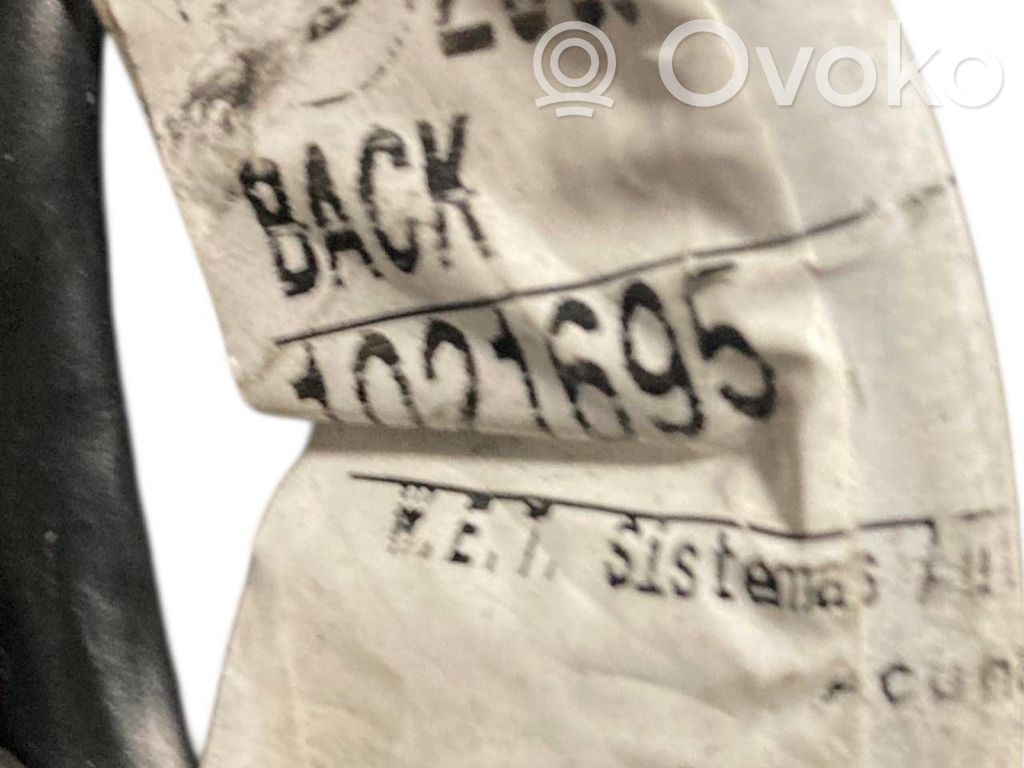 Ovoko
BACK
1021695
W.E.T. Sistemas